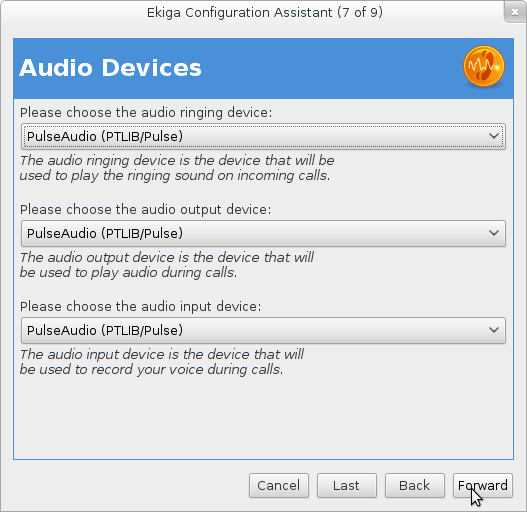 Ekiga Configuration Assistant (7 of 9)
Audio Devices
Please choose the audio ringing device:
PulseAudio (PTLIB/Pulse)
The audio ringing device is the device that will be
used to play the ringing sound on incoming calls.
Please choose the audio output device:
PulseAudio (PTLIB/Pulse)
The audio output device is the device that will
be used to play audio during calls.
Please choose the audio input device:
PulseAudio (PTLIB/Pulse)
The audio input device is the device that will
be used to record your voice during calls.
Cancel Last Back Forward